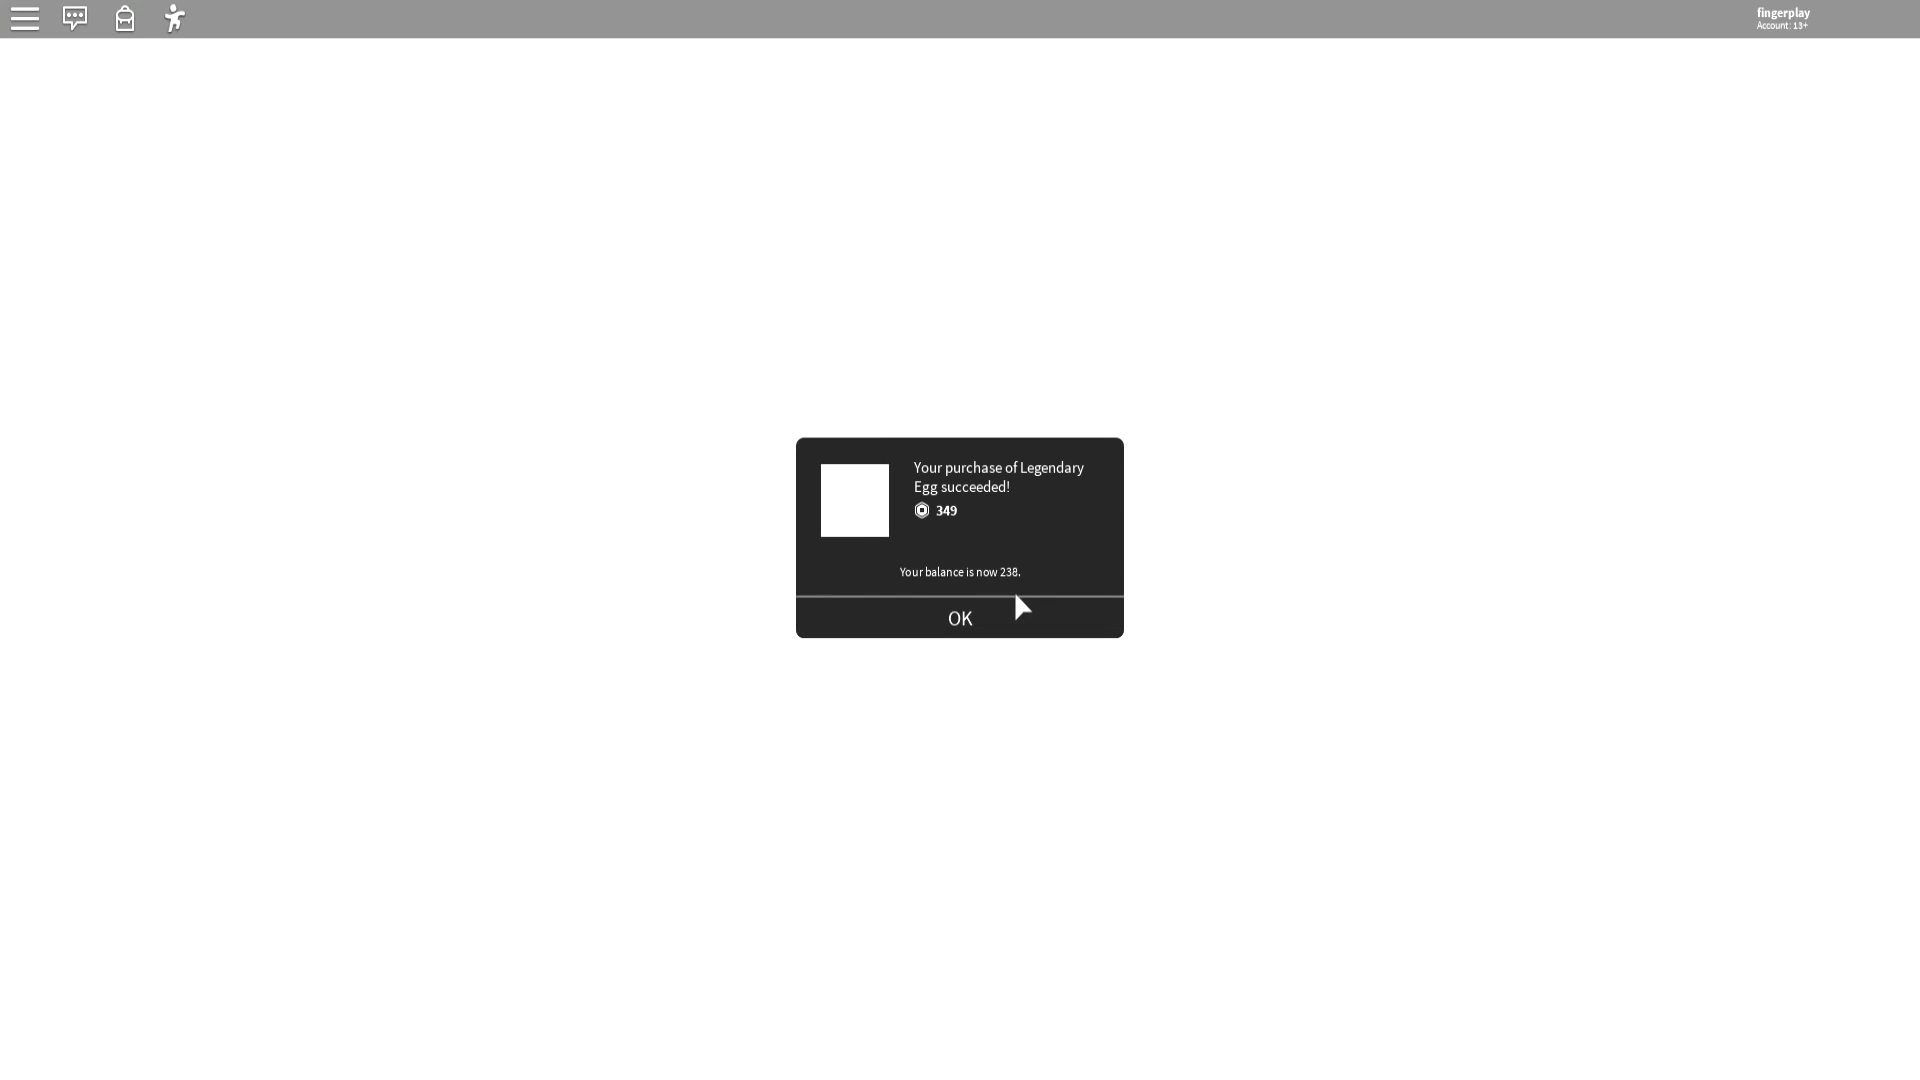 fingerplay
Account: 13+
Your purchase of Legendary
Egg succeeded!
349
Your balance is now 238.
OK